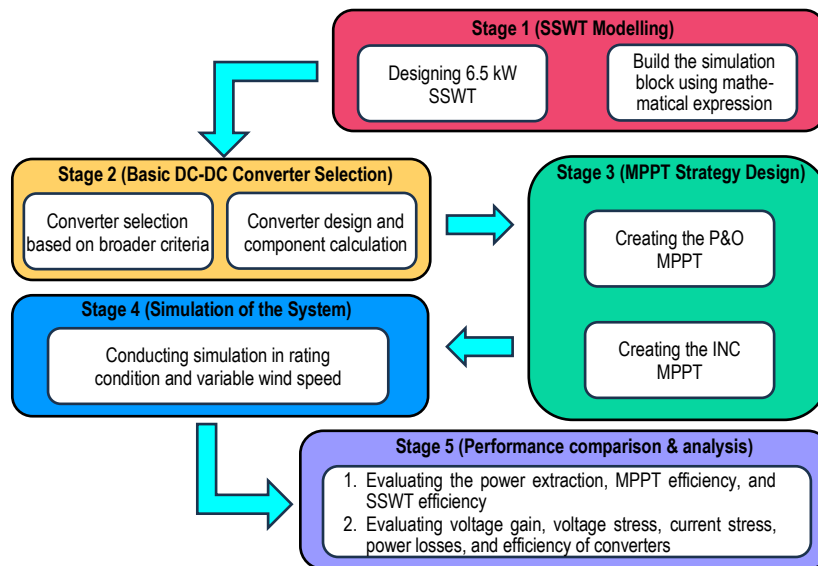 Stage 1 (SSWT Modelling)
Designing 6.5 kW
SSWT
Build the simulation
block using mathe-
matical expression
Stage 2 (Basic DC-DC Converter Selection)
Converter selection
based on broader criteria
Converter design and
component calculation
Stage 3 (MPPT Strategy Design)
Creating the P&O
MPPT
Creating the INC
MPPT
Stage 4 (Simulation of the System)
Conducting simulation in rating
condition and variable wind speed
Stage 5 (Performance comparison & analysis)
1. Evaluating the power extraction, MPPT efficiency, and
SSWT efficiency
2. Evaluating voltage gain, voltage stress, current stress,
power losses, and efficiency of converters